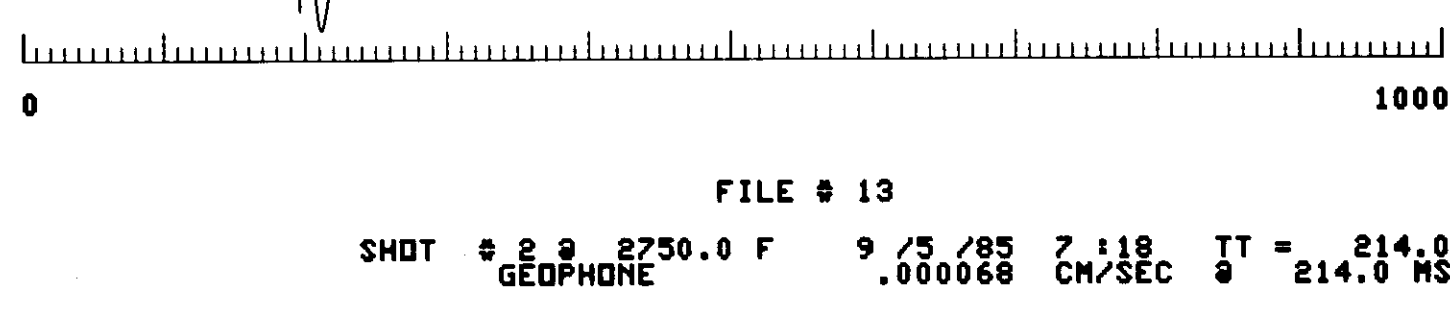 0 1000
FILE # 13
SHOT # 2 @ 2750.0 F 9 /5 /85 7 :18 TT = 214.0
GEOPHONE .000068 CM/SEC @ 214.0 MS